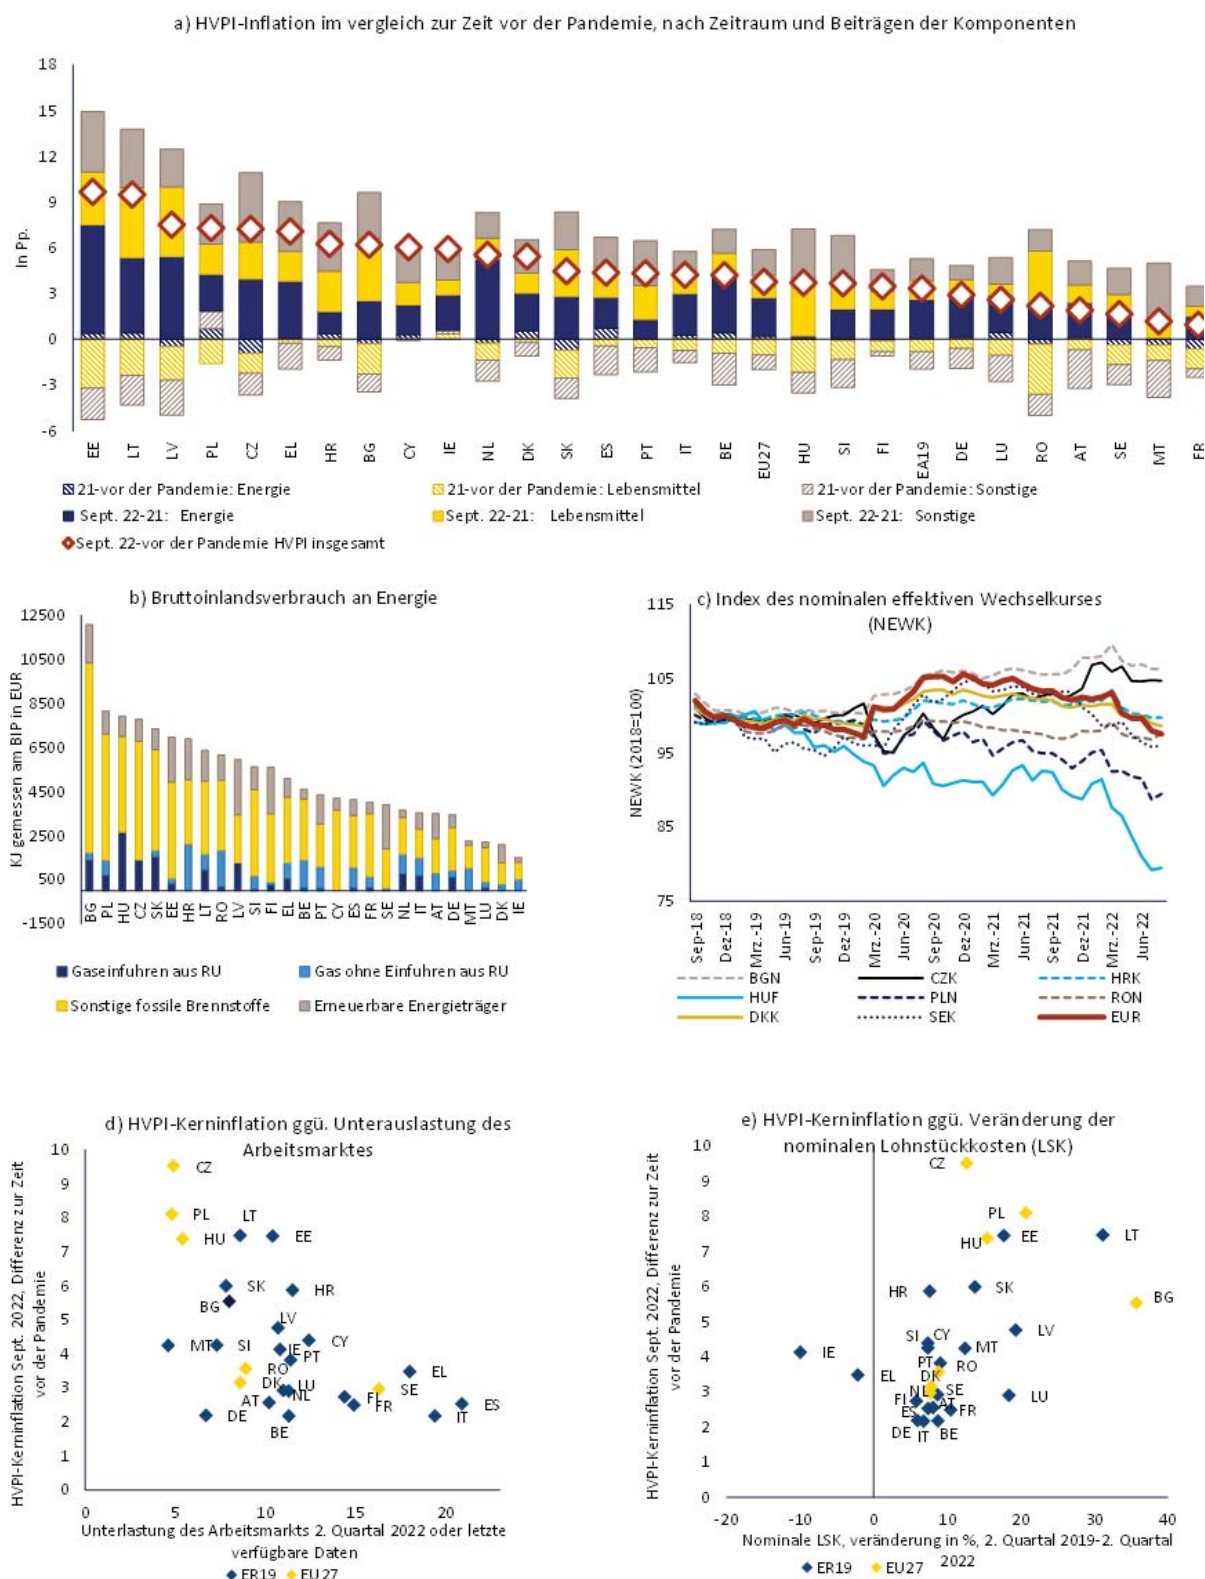 a) HVPI-Inflation im vergleich zur Zeit vor der Pandemie, nach Zeitraum und Beiträgen der Komponenten
18
15
12
9
6
3
0
-3
-6
In Pp.
EE LT LV PL CZ EL HR BG CY IE NL DK SK ES PT IT BE EU27 HU SI FI EA19 DE LU RO AT SE MT FR
21-vor der Pandemie: Energie
21-vor der Pandemie: Lebensmittel
21-vor der Pandemie: Sonstige
Sept. 22-21: Energie
Sept. 22-21: Lebensmittel
Sept. 22-21: Sonstige
Sept. 22-vor der Pandemie HVPI insgesamt
b) Bruttoinlandsverbrauch an Energie
12500
10500
8500
6500
4500
2500
500
-1500
KJ gemessen am BIP in EUR
BG PL HU CZ SK EE HR LT RO LV SI FI EL BE PT CY ES FR SE NL IT AT DE MT LU DK IE
Gaseinfuhren aus RU
Gas ohne Einfuhren aus RU
Sonstige fossile Brennstoffe
Erneuerbare Energieträger
c) Index des nominalen effektiven Wechselkurses
(NEWK)
115
105
95
85
75
NEWK (2018=100)
Sep-18 Dez-18 Mrz.-19 Jun-19 Sep-19 Dez-19 Mrz.-20 Jun-20 Sep-20 Dez-20 Mrz.-21 Jun-21 Sep-21 Dez-21 Mrz.-22 Jun-22
BGN CZK HRK
HUF PLN RON
DKK SEK EUR
d) HVPI-Kerninflation ggü. Unterauslastung des
Arbeitsmarktes
10
9
8
7
6
5
4
3
2
1
0
HVPI-Kerninflation Sept. 2022, Differenz zur Zeit
vor der Pandemie
CZ
PL LT
HU EE
SK HR
BG
LV
MT SI IE CY
PT
RO EL
DK LU
NL SE
AT FI
FR ES
DE IT
BE
0 5 10 15 20
Unterlastung des Arbeitsmarkts 2. Quartal 2022 oder letzte
verfügbare Daten
ER19 EU27
e) HVPI-Kerninflation ggü. Veränderung der
nominalen Lohnstückkosten (LSK)
10
9
8
7
6
5
4
3
2
1
0
HVPI-Kerninflation Sept. 2022, Differenz zur Zeit
vor der Pandemie
CZ
PL
HU EE LT
HR SK
BG
SI CY LV
IE MT
PT RO
EL DK
NL SE LU
FI AT
ES FR
DE IT BE
-20 -10 0 10 20 30 40
Nominale LSK, veränderung in %, 2. Quartal 2019-2. Quartal
2022
ER19 EU27